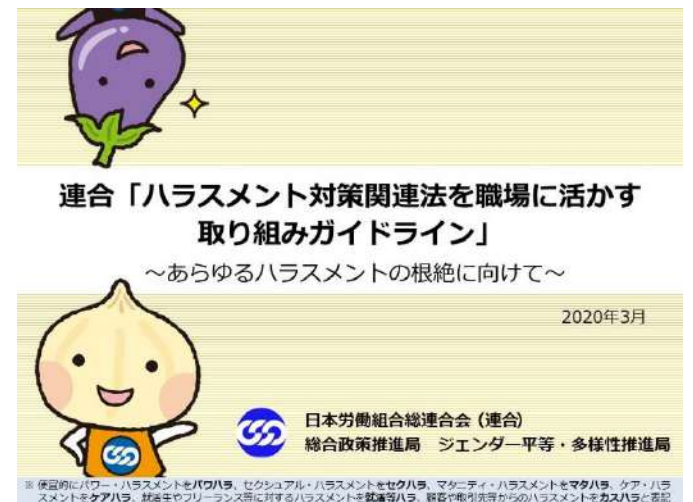 連合「ハラスメント対策関連法を職場に活かす
取り組みガイドライン」
~あらゆるハラスメントの根絶に向けて~
2020年3月
日本労働組合総連合会 (連合)
総合政策推進局 ジェンダー平等・多様性推進局
※ 便宜的にパワー・ハラスメントをパワハラ、セクシュアル・ハラスメントをセクハラ、マタニティ・ハラスメントをマタハラ、ケア・ハラ
スメントをケアハラ、就活生やフリーランス等に対するハラスメントを就活等ハラ、顧客や取引先等からのハラスメントをカスハラと表記